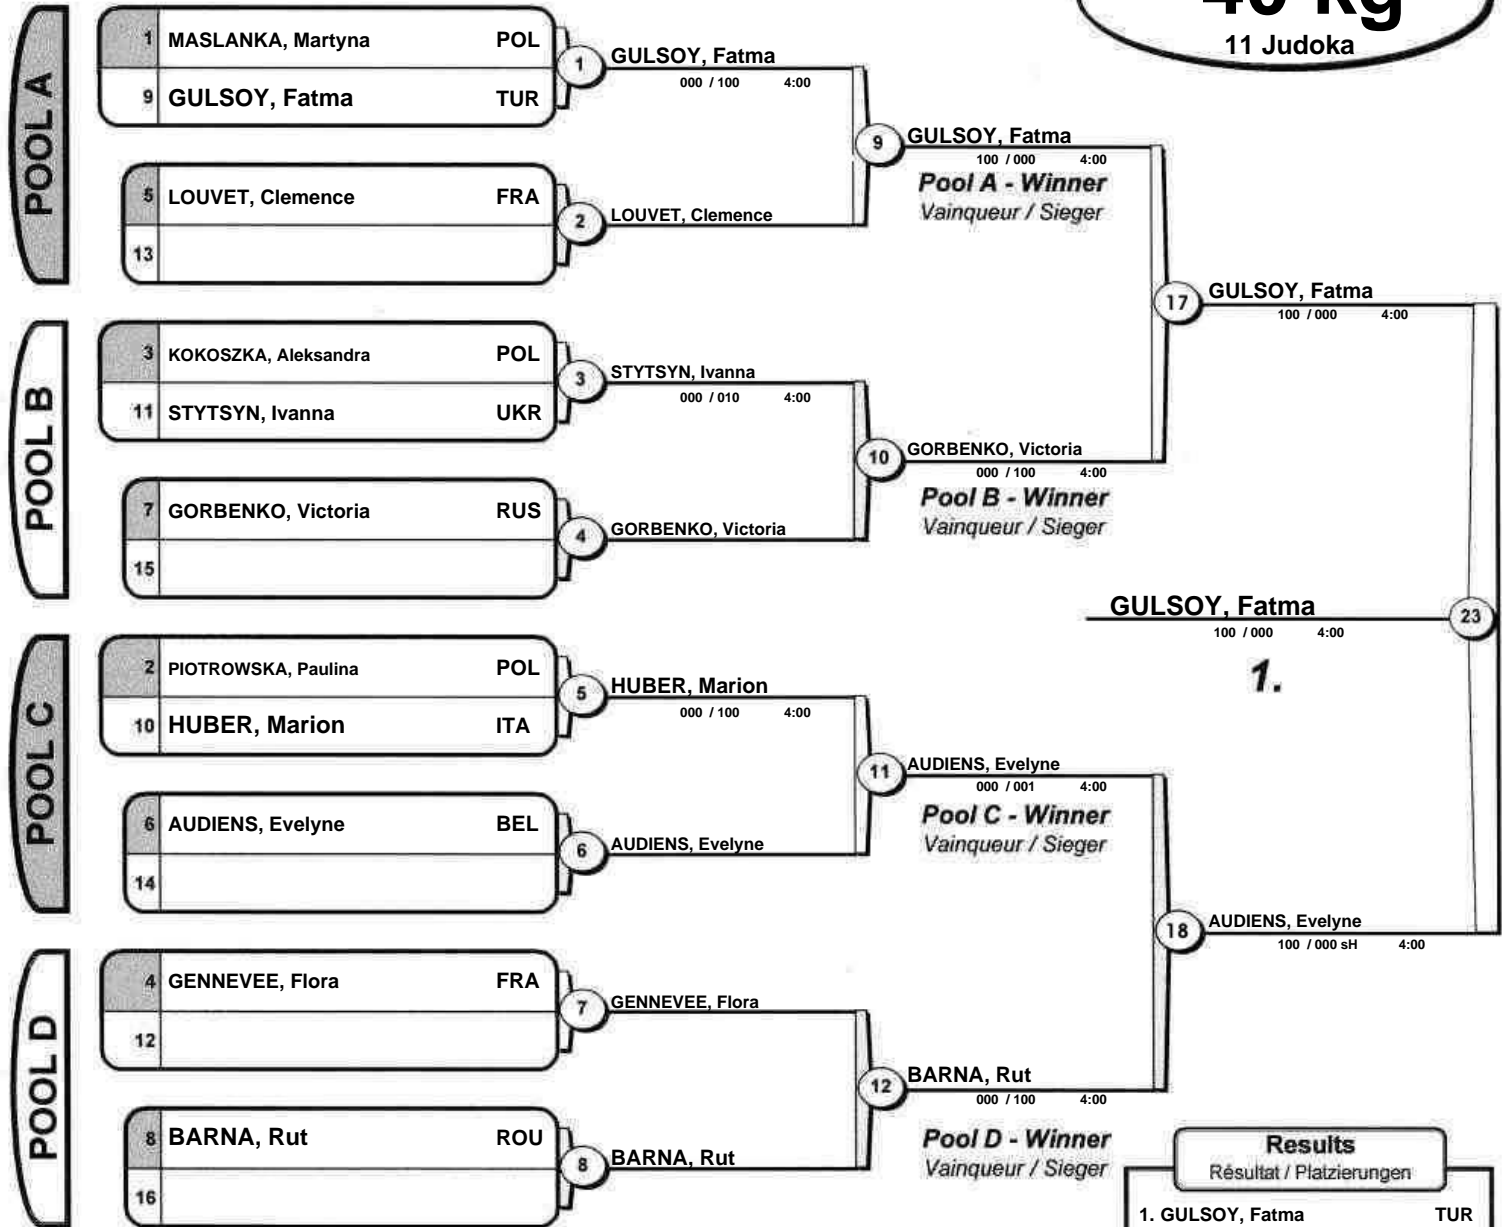 40 kg
11 Judoka
POOL A
1 MASLANKA, Martyna POL
9 GULSOY, Fatma TUR
1 GULSOY, Fatma
000 / 100 4:00
5 LOUVET, Clemence FRA
13
2 LOUVET, Clemence
9 GULSOY, Fatma
100 / 000 4:00
Pool A - Winner
Vainqueur / Sieger
POOL B
3 KOKOSZKA, Aleksandra POL
11 STYTSYN, Ivanna UKR
3 STYTSYN, Ivanna
000 / 010 4:00
7 GORBENKO, Victoria RUS
15
4 GORBENKO, Victoria
10 GORBENKO, Victoria
000 / 100 4:00
Pool B - Winner
Vainqueur / Sieger
17 GULSOY, Fatma
100 / 000 4:00
POOL C
2 PIOTROWSKA, Paulina POL
10 HUBER, Marion ITA
5 HUBER, Marion
000 / 100 4:00
6 AUDIENS, Evelyne BEL
14
6 AUDIENS, Evelyne
11 AUDIENS, Evelyne
000 / 001 4:00
Pool C - Winner
Vainqueur / Sieger
POOL D
4 GENNEVEE, Flora FRA
12
7 GENNEVEE, Flora
8 BARNA, Rut ROU
16
8 BARNA, Rut
12 BARNA, Rut
000 / 100 4:00
Pool D - Winner
Vainqueur / Sieger
18 AUDIENS, Evelyne
100 / 000 sH 4:00
GULSOY, Fatma 23
100 / 000 4:00
1.
Results
Résultat / Platzierungen
1. GULSOY, Fatma TUR